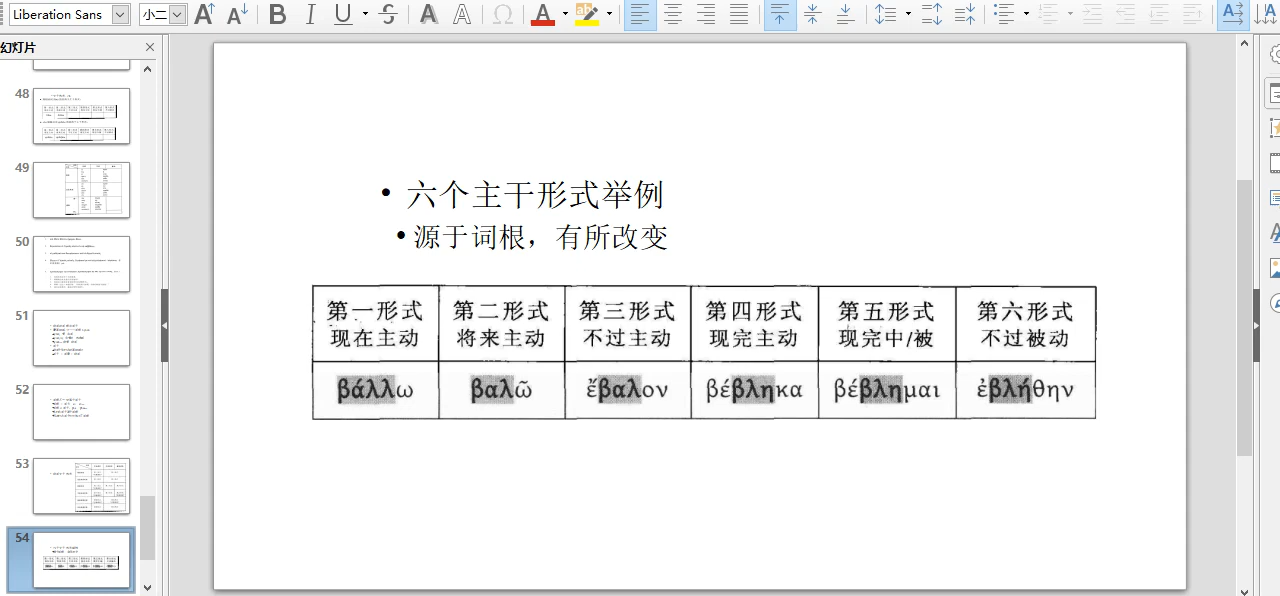 Liberation Sans 小二
幻灯片
48
49
50
51
52
53
54
• 六个主干形式举例
• 源于词根，有所改变
第一形式 第二形式 第三形式 第四形式 第五形式 第六形式
现在主动 将来主动 不过主动 现完主动 现完中/被 不过被动
βάλλω βαλῶ ἔβαλον βέβληκα βέβλημαι ἐβλήθην